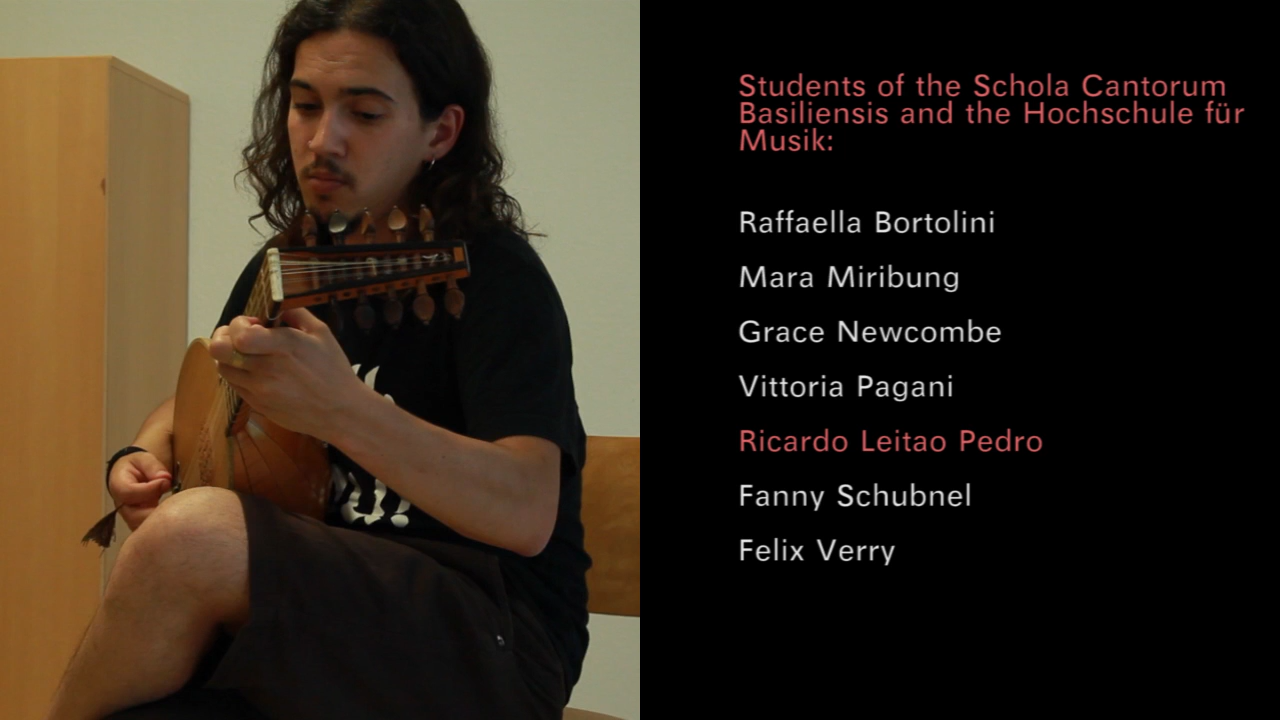 Students of the Schola Cantorum
Basiliensis and the Hochschule für
Musik:
Raffaella Bortolini
Mara Miribung
Grace Newcombe
Vittoria Pagani
Ricardo Leitao Pedro
Fanny Schubnel
Felix Verry